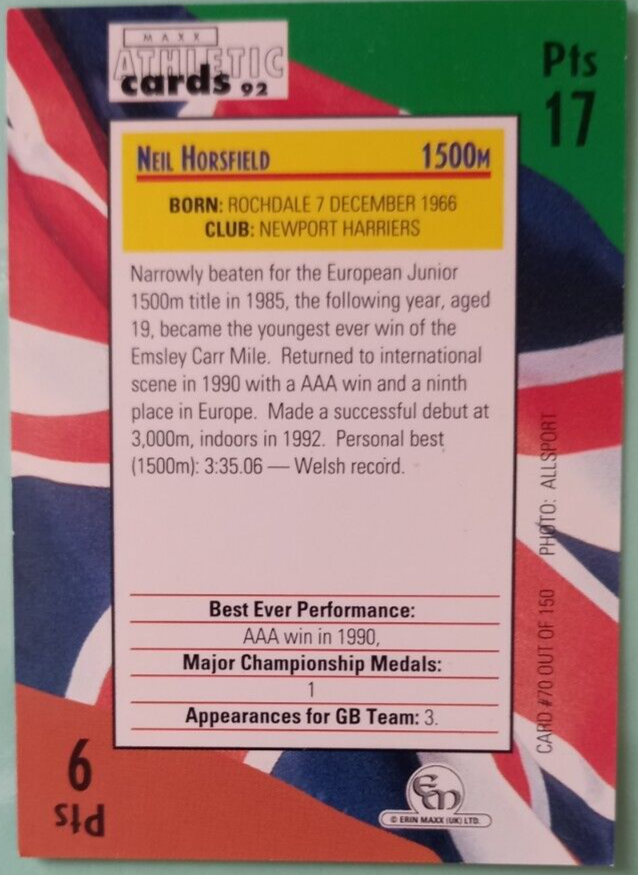 MAXX
ATHLETIC
cards 92
Pts
17
NEIL HORSFIELD 1500M
BORN: ROCHDALE 7 DECEMBER 1966
CLUB: NEWPORT HARRIERS
Narrowly beaten for the European Junior
1500m title in 1985, the following year, aged
19, became the youngest ever win of the
Emsley Carr Mile. Returned to international
scene in 1990 with a AAA win and a ninth
place in Europe. Made a successful debut at
3,000m, indoors in 1992. Personal best
(1500m): 3:35.06 — Welsh record.
Best Ever Performance:
AAA win in 1990,
Major Championship Medals:
1
Appearances for GB Team: 3.
CARD #70 OUT OF 150 PHOTO: ALLSPORT
6
Pts
EM
© ERIN MAXX (UK) LTD.